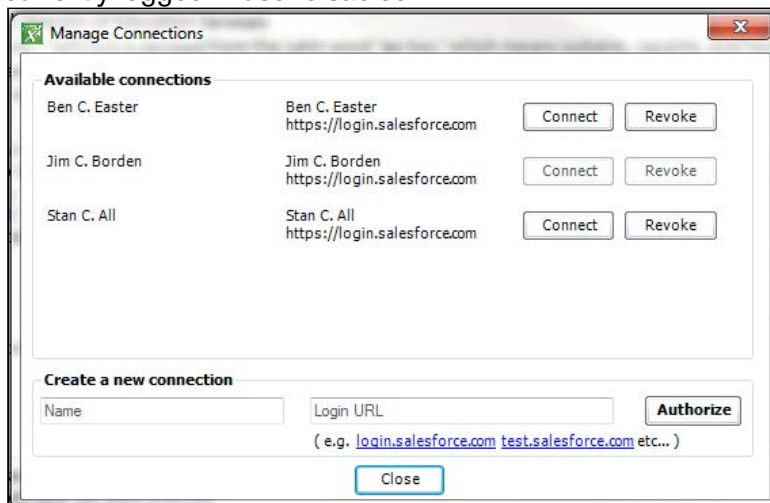 Manage Connections
Available connections
Ben C. Easter Ben C. Easter Connect Revoke
https://login.salesforce.com
Jim C. Borden Jim C. Borden Connect Revoke
https://login.salesforce.com
Stan C. All Stan C. All Connect Revoke
https://login.salesforce.com
Create a new connection
Name Login URL Authorize
( e.g. login.salesforce.com test.salesforce.com etc... )
Close